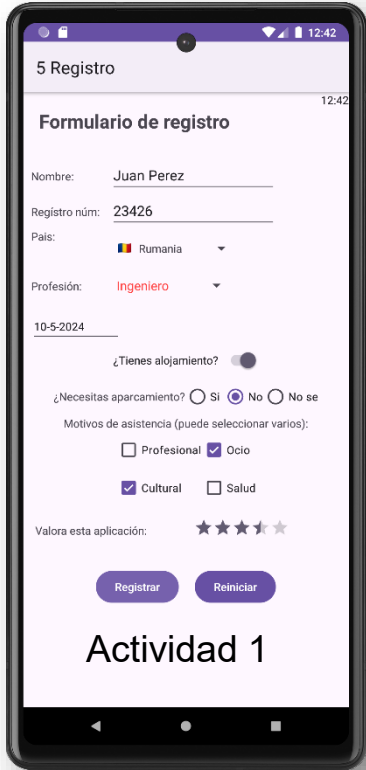 12:42
5 Registro
12:42
Formulario de registro
Nombre: Juan Perez
Registro núm: 23426
Pais: Rumania
Profesión: Ingeniero
10-5-2024
¿Tienes alojamiento?
¿Necesitas aparcamiento? Si No No se
Motivos de asistencia (puede seleccionar varios):
Profesional Ocio
Cultural Salud
Valora esta aplicación:
Registrar Reiniciar
Actividad 1